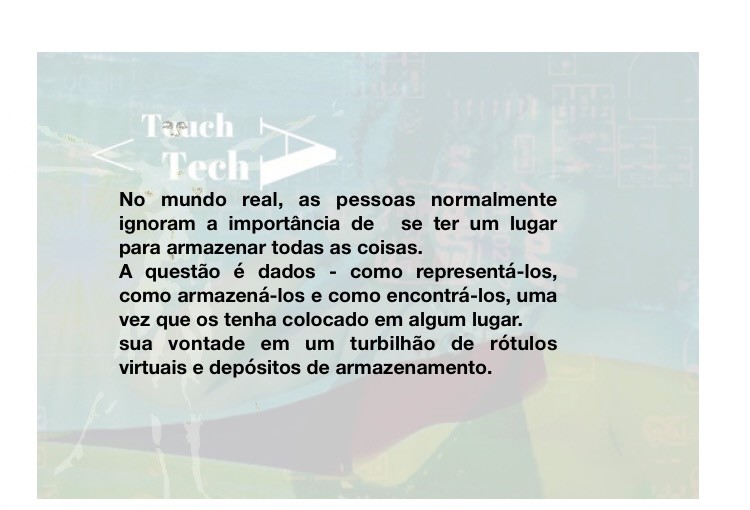 Teach
Tech
No mundo real, as pessoas normalmente
ignoram a importância de se ter um lugar
para armazenar todas as coisas.
A questão é dados - como representá-los,
como armazená-los e como encontrá-los, uma
vez que os tenha colocado em algum lugar.
sua vontade em um turbilhão de rótulos
virtuais e depósitos de armazenamento.